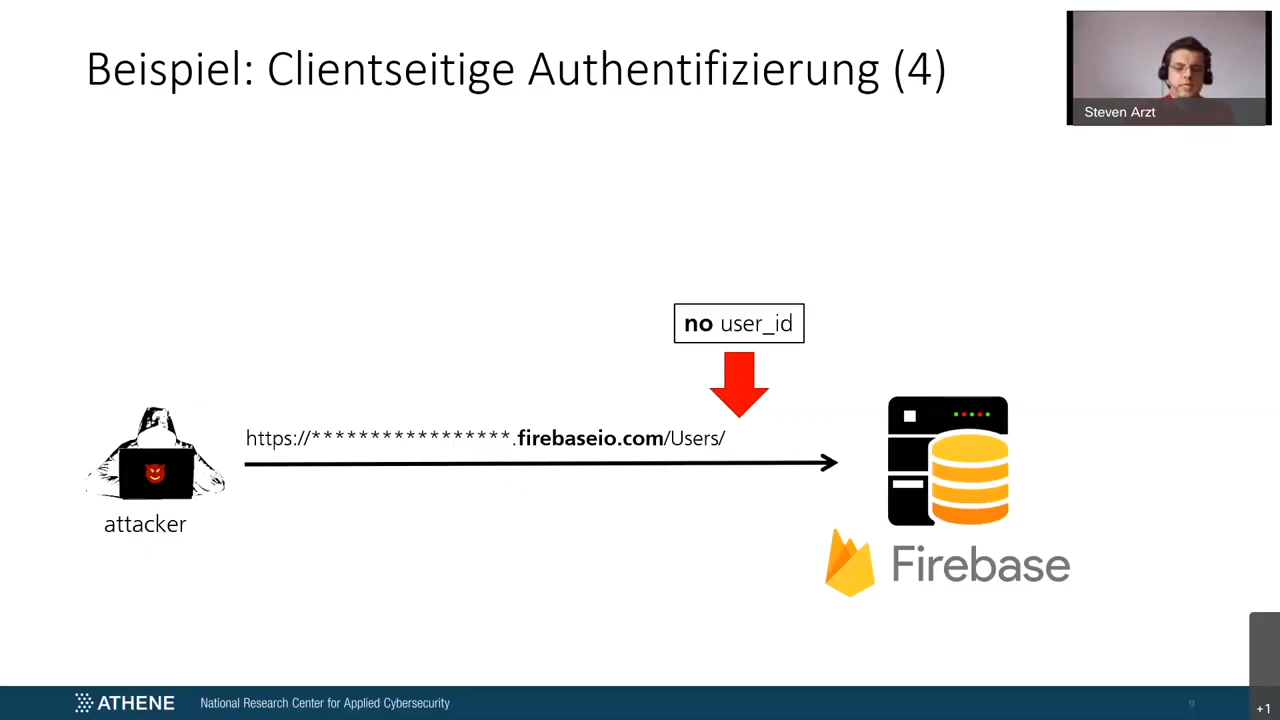 Beispiel: Clientseitige Authentifizierung (4)
Steven Arzt
no user_id
https://*****************.firebaseio.com/Users/
attacker
Firebase
ATHENE
National Research Center for Applied Cybersecurity
9
+1